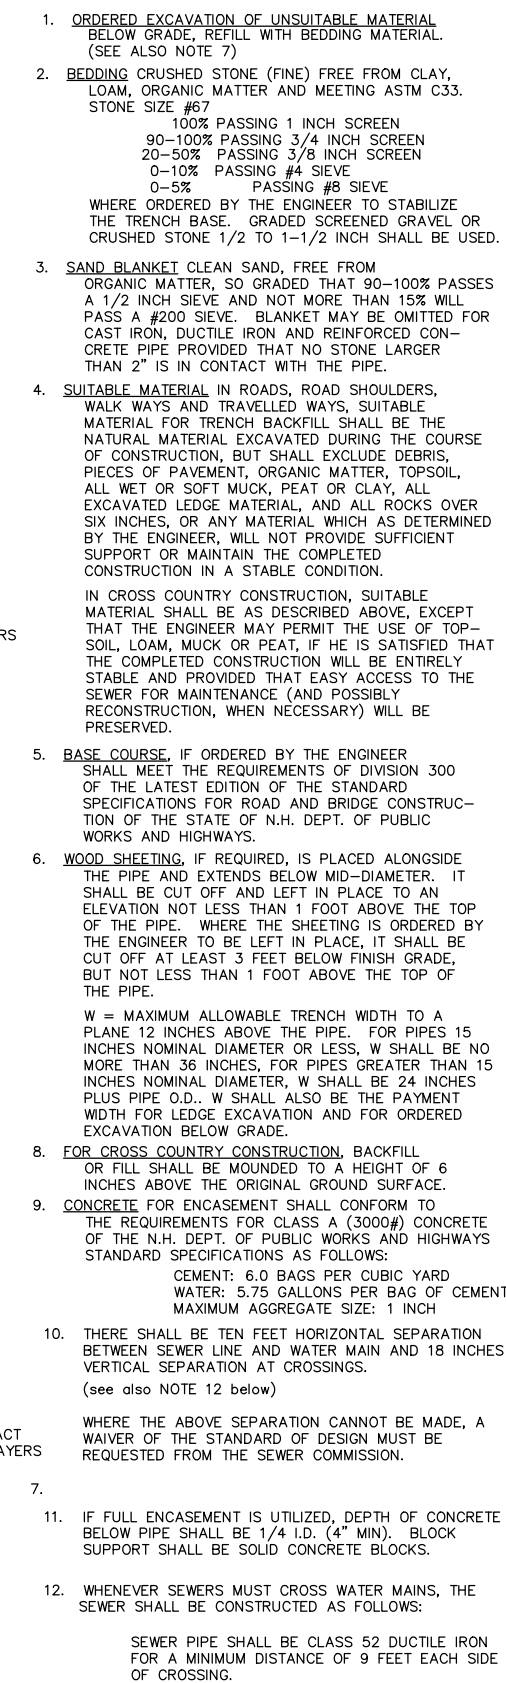 1. ORDERED EXCAVATION OF UNSUITABLE MATERIAL
BELOW GRADE, REFILL WITH BEDDING MATERIAL.
(SEE ALSO NOTE 7)
2. BEDDING CRUSHED STONE (FINE) FREE FROM CLAY,
LOAM, ORGANIC MATTER AND MEETING ASTM C33.
STONE SIZE #67
100% PASSING 1 INCH SCREEN
90-100% PASSING 3/4 INCH SCREEN
20-50% PASSING 3/8 INCH SCREEN
0-10% PASSING #4 SIEVE
0-5% PASSING #8 SIEVE
WHERE ORDERED BY THE ENGINEER TO STABILIZE
THE TRENCH BASE. GRADED SCREENED GRAVEL OR
CRUSHED STONE 1/2 TO 1-1/2 INCH SHALL BE USED.
3. SAND BLANKET CLEAN SAND, FREE FROM
ORGANIC MATTER, SO GRADED THAT 90-100% PASSES
A 1/2 INCH SIEVE AND NOT MORE THAN 15% WILL
PASS A #200 SIEVE. BLANKET MAY BE OMITTED FOR
CAST IRON, DUCTILE IRON AND REINFORCED CON-
CRETE PIPE PROVIDED THAT NO STONE LARGER
THAN 2" IS IN CONTACT WITH THE PIPE.
4. SUITABLE MATERIAL IN ROADS, ROAD SHOULDERS,
WALK WAYS AND TRAVELLED WAYS, SUITABLE
MATERIAL FOR TRENCH BACKFILL SHALL BE THE
NATURAL MATERIAL EXCAVATED DURING THE COURSE
OF CONSTRUCTION, BUT SHALL EXCLUDE DEBRIS,
PIECES OF PAVEMENT, ORGANIC MATTER, TOPSOIL,
ALL WET OR SOFT MUCK, PEAT OR CLAY, ALL
EXCAVATED LEDGE MATERIAL, AND ALL ROCKS OVER
SIX INCHES, OR ANY MATERIAL WHICH AS DETERMINED
BY THE ENGINEER, WILL NOT PROVIDE SUFFICIENT
SUPPORT OR MAINTAIN THE COMPLETED
CONSTRUCTION IN A STABLE CONDITION.
IN CROSS COUNTRY CONSTRUCTION, SUITABLE
MATERIAL SHALL BE AS DESCRIBED ABOVE, EXCEPT
RS THAT THE ENGINEER MAY PERMIT THE USE OF TOP-
SOIL, LOAM, MUCK OR PEAT, IF HE IS SATISFIED THAT
THE COMPLETED CONSTRUCTION WILL BE ENTIRELY
STABLE AND PROVIDED THAT EASY ACCESS TO THE
SEWER FOR MAINTENANCE (AND POSSIBLY
RECONSTRUCTION, WHEN NECESSARY) WILL BE
PRESERVED.
5. BASE COURSE, IF ORDERED BY THE ENGINEER
SHALL MEET THE REQUIREMENTS OF DIVISION 300
OF THE LATEST EDITION OF THE STANDARD
SPECIFICATIONS FOR ROAD AND BRIDGE CONSTRUC-
TION OF THE STATE OF N.H. DEPT. OF PUBLIC
WORKS AND HIGHWAYS.
6. WOOD SHEETING, IF REQUIRED, IS PLACED ALONGSIDE
THE PIPE AND EXTENDS BELOW MID-DIAMETER. IT
SHALL BE CUT OFF AND LEFT IN PLACE TO AN
ELEVATION NOT LESS THAN 1 FOOT ABOVE THE TOP
OF THE PIPE. WHERE THE SHEETING IS ORDERED BY
THE ENGINEER TO BE LEFT IN PLACE, IT SHALL BE
CUT OFF AT LEAST 3 FEET BELOW FINISH GRADE,
BUT NOT LESS THAN 1 FOOT ABOVE THE TOP OF
THE PIPE.
W = MAXIMUM ALLOWABLE TRENCH WIDTH TO A
PLANE 12 INCHES ABOVE THE PIPE. FOR PIPES 15
INCHES NOMINAL DIAMETER OR LESS, W SHALL BE NO
MORE THAN 36 INCHES, FOR PIPES GREATER THAN 15
INCHES NOMINAL DIAMETER, W SHALL BE 24 INCHES
PLUS PIPE O.D.. W SHALL ALSO BE THE PAYMENT
WIDTH FOR LEDGE EXCAVATION AND FOR ORDERED
EXCAVATION BELOW GRADE.
8. FOR CROSS COUNTRY CONSTRUCTION, BACKFILL
OR FILL SHALL BE MOUNDED TO A HEIGHT OF 6
INCHES ABOVE THE ORIGINAL GROUND SURFACE.
9. CONCRETE FOR ENCASEMENT SHALL CONFORM TO
THE REQUIREMENTS FOR CLASS A (3000#) CONCRETE
OF THE N.H. DEPT. OF PUBLIC WORKS AND HIGHWAYS
STANDARD SPECIFICATIONS AS FOLLOWS:
CEMENT: 6.0 BAGS PER CUBIC YARD
WATER: 5.75 GALLONS PER BAG OF CEMENT
MAXIMUM AGGREGATE SIZE: 1 INCH
10. THERE SHALL BE TEN FEET HORIZONTAL SEPARATION
BETWEEN SEWER LINE AND WATER MAIN AND 18 INCHES
VERTICAL SEPARATION AT CROSSINGS.
(see also NOTE 12 below)
WHERE THE ABOVE SEPARATION CANNOT BE MADE, A
ACT WAIVER OF THE STANDARD OF DESIGN MUST BE
AYERS REQUESTED FROM THE SEWER COMMISSION.
7.
11. IF FULL ENCASEMENT IS UTILIZED, DEPTH OF CONCRETE
BELOW PIPE SHALL BE 1/4 I.D. (4" MIN). BLOCK
SUPPORT SHALL BE SOLID CONCRETE BLOCKS.
12. WHENEVER SEWERS MUST CROSS WATER MAINS, THE
SEWER SHALL BE CONSTRUCTED AS FOLLOWS:
SEWER PIPE SHALL BE CLASS 52 DUCTILE IRON
FOR A MINIMUM DISTANCE OF 9 FEET EACH SIDE
OF CROSSING.